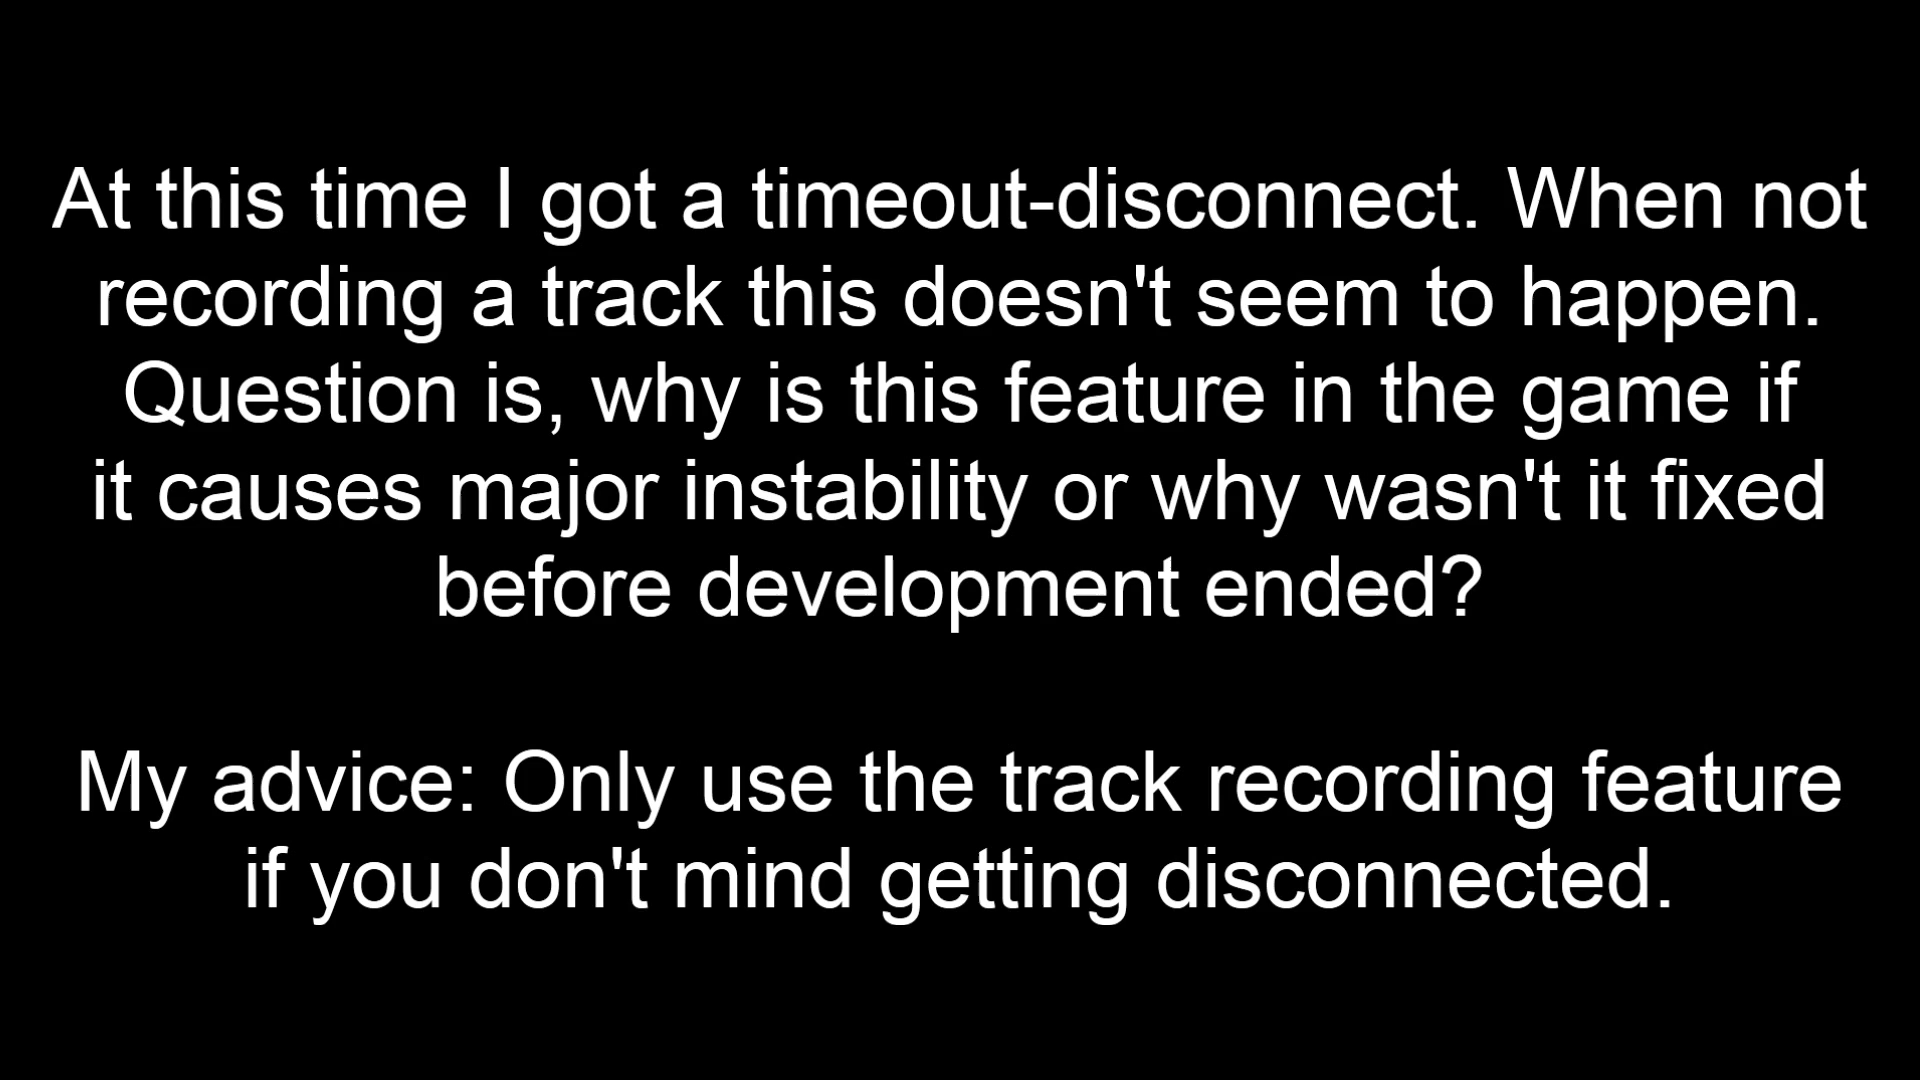 At this time I got a timeout-disconnect. When not
recording a track this doesn't seem to happen.
Question is, why is this feature in the game if
it causes major instability or why wasn't it fixed
before development ended?
My advice: Only use the track recording feature
if you don't mind getting disconnected.